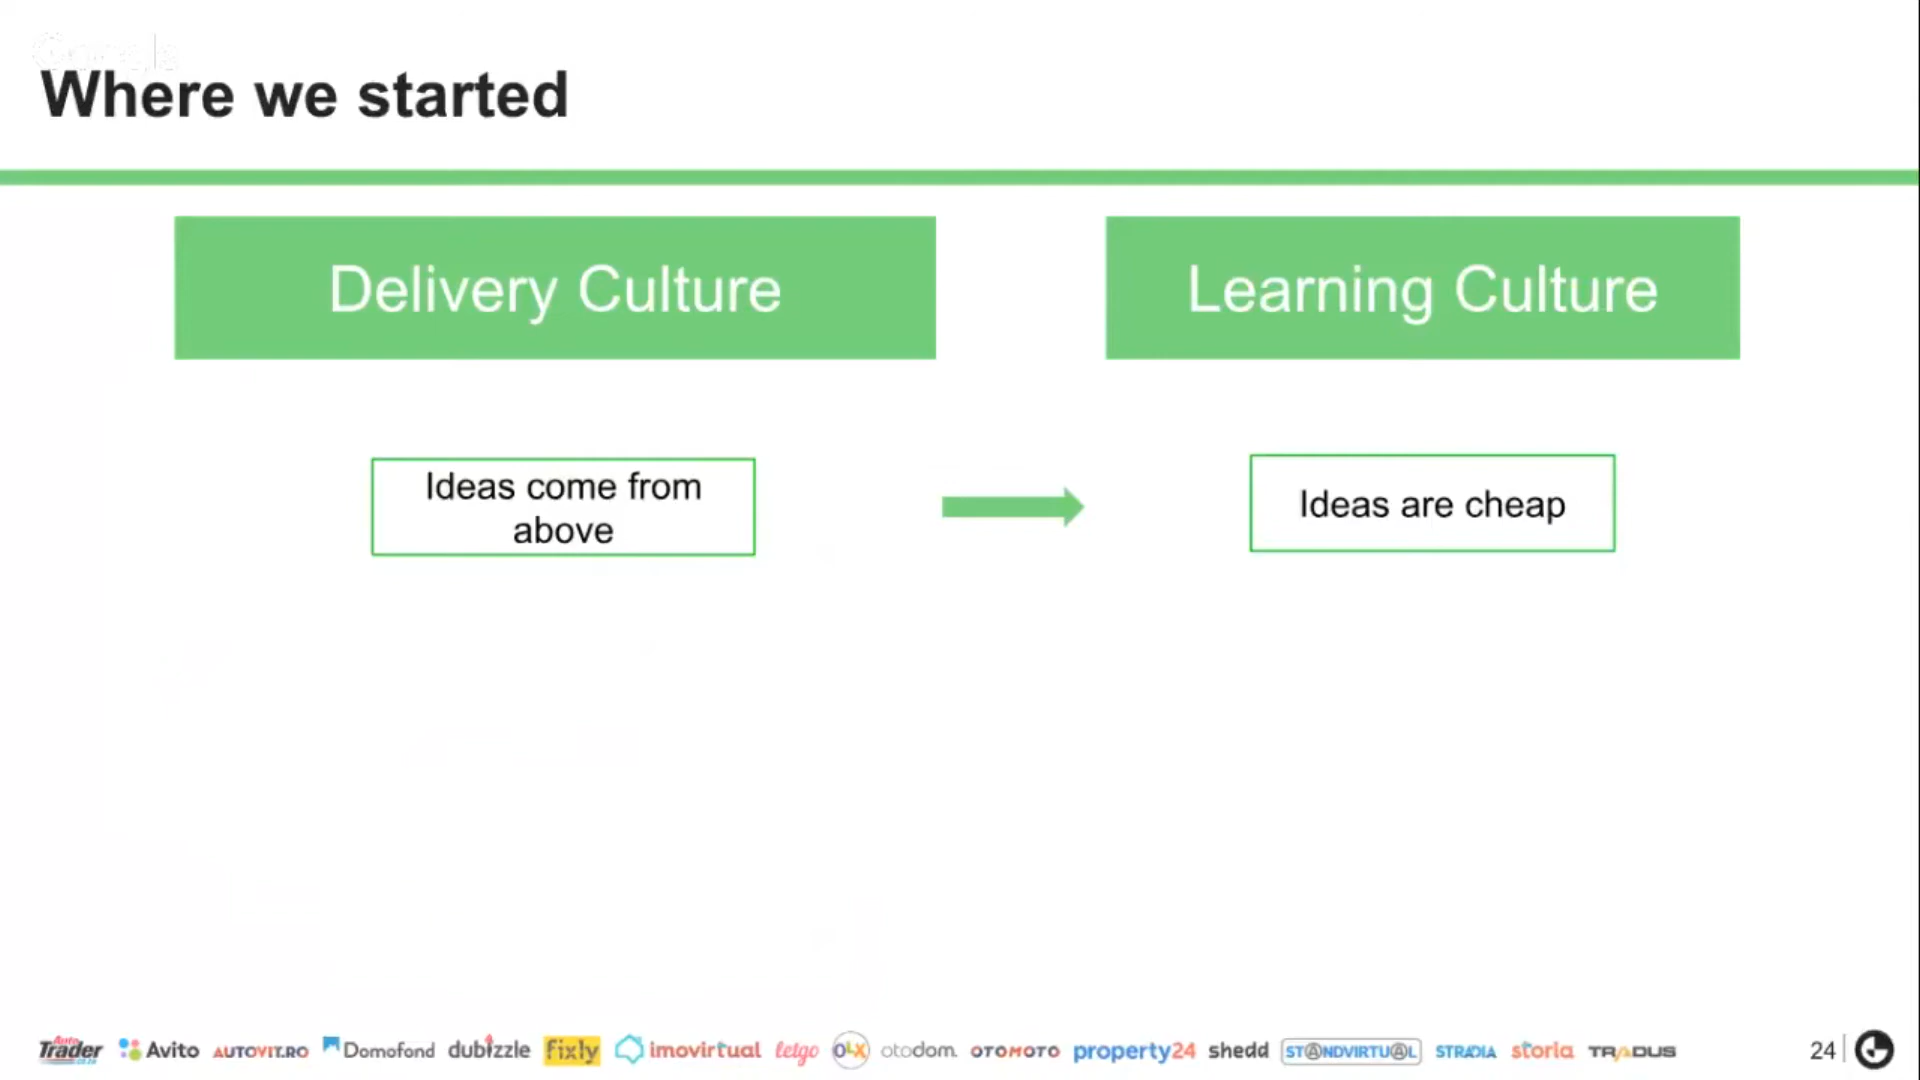 Where we started
Delivery Culture
Learning Culture
Ideas come from
above
Ideas are cheap
Auto Trader Avito AUTOVIT.RO Domofond dubizzle fixly imovirtual letgo OLX otodom OTOMOTO property24 shedd STANDVIRTUAL STRADIA storia TRADUS 24